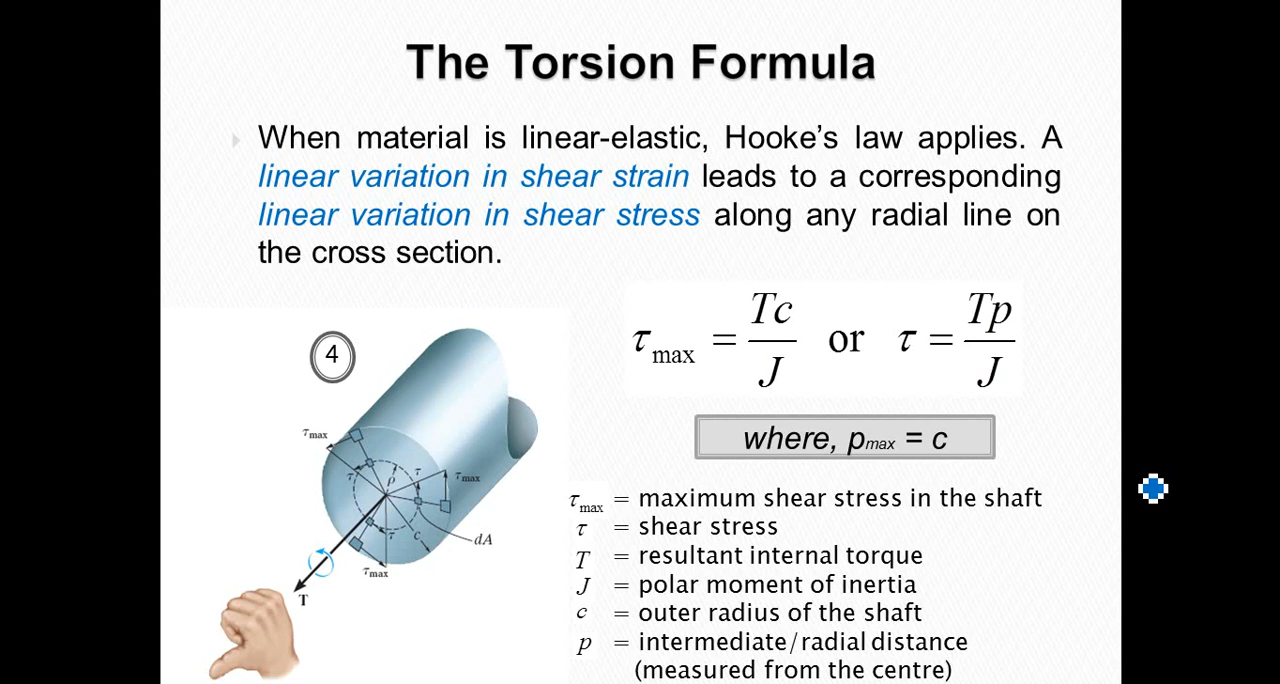 The Torsion Formula
When material is linear-elastic, Hooke’s law applies. A
linear variation in shear strain leads to a corresponding
linear variation in shear stress along any radial line on
the cross section.
τmax = Tc/J or τ = Tp/J
where, pmax = c
4
τmax
τ
ρ
τ
τmax
τ
c
dA
τmax
T
τmax = maximum shear stress in the shaft
τ = shear stress
T = resultant internal torque
J = polar moment of inertia
c = outer radius of the shaft
p = intermediate/radial distance
(measured from the centre)